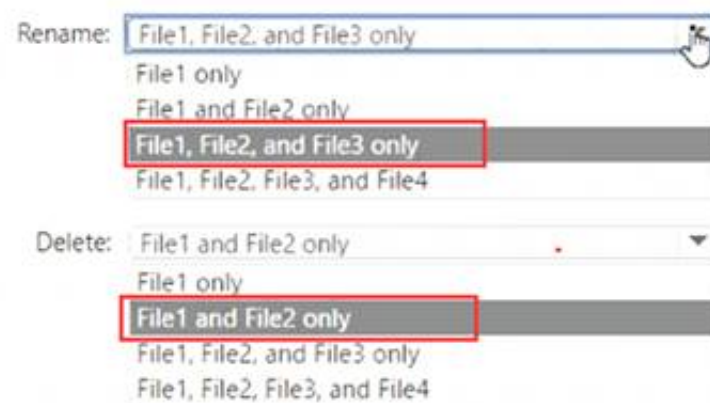 Rename: File1, File2, and File3 only
File1 only
File1 and File2 only
File1, File2, and File3 only
File1, File2, File3, and File4
Delete: File1 and File2 only
File1 only
File1 and File2 only
File1, File2, and File3 only
File1, File2, File3, and File4